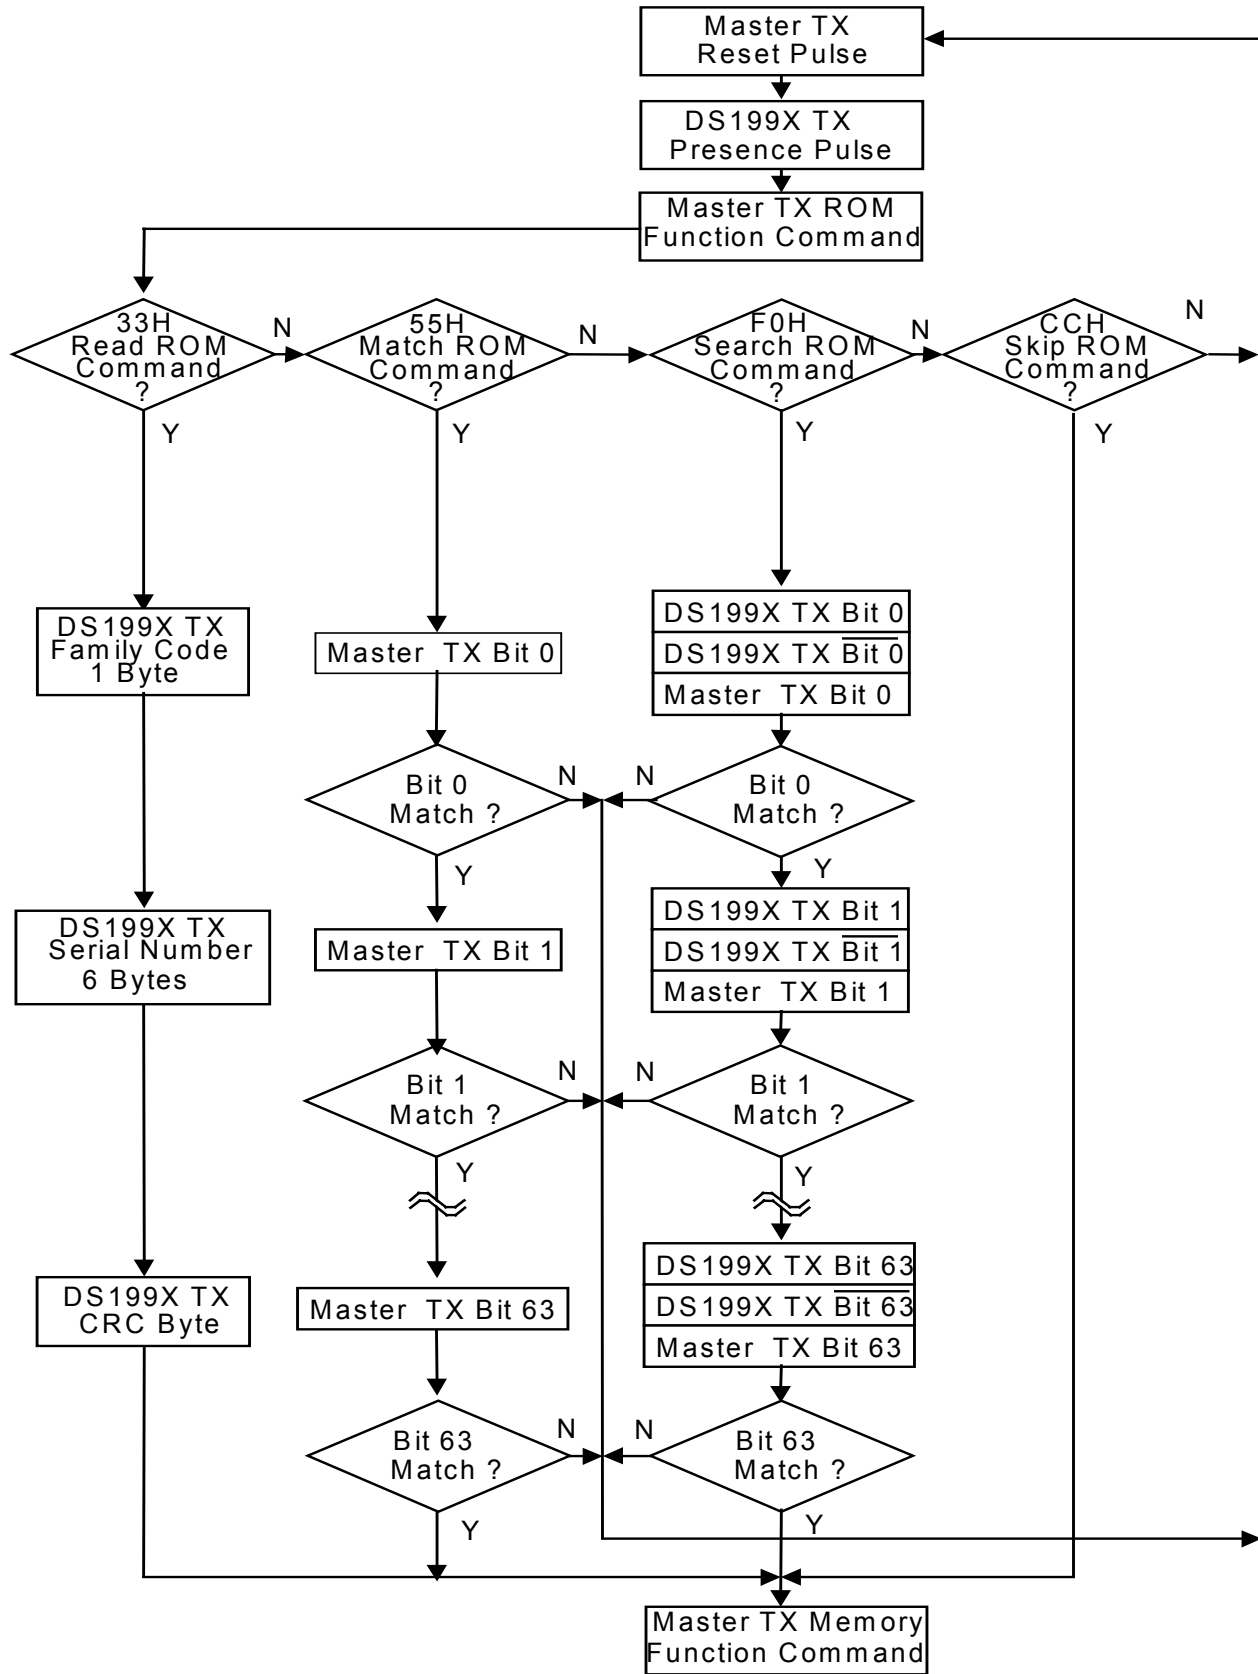 Master TX
Reset Pulse
DS199X TX
Presence Pulse
Master TX ROM
Function Command
33H
Read ROM
Command
?
N
Y
55H
Match ROM
Command
?
N
Y
F0H
Search ROM
Command
?
N
Y
CCH
Skip ROM
Command
?
N
Y
DS199X TX
Family Code
1 Byte
DS199X TX
Serial Number
6 Bytes
DS199X TX
CRC Byte
Master TX Bit 0
Bit 0
Match ?
N
Y
Master TX Bit 1
Bit 1
Match ?
N
Y
Master TX Bit 63
Bit 63
Match ?
N
Y
DS199X TX Bit 0
DS199X TX B̅i̅t̅ ̅0̅
Master TX Bit 0
N
Bit 0
Match ?
Y
DS199X TX Bit 1
DS199X TX B̅i̅t̅ ̅1̅
Master TX Bit 1
N
Bit 1
Match ?
Y
DS199X TX Bit 63
DS199X TX B̅i̅t̅ ̅6̅3̅
Master TX Bit 63
N
Bit 63
Match ?
Y
Master TX Memory
Function Command